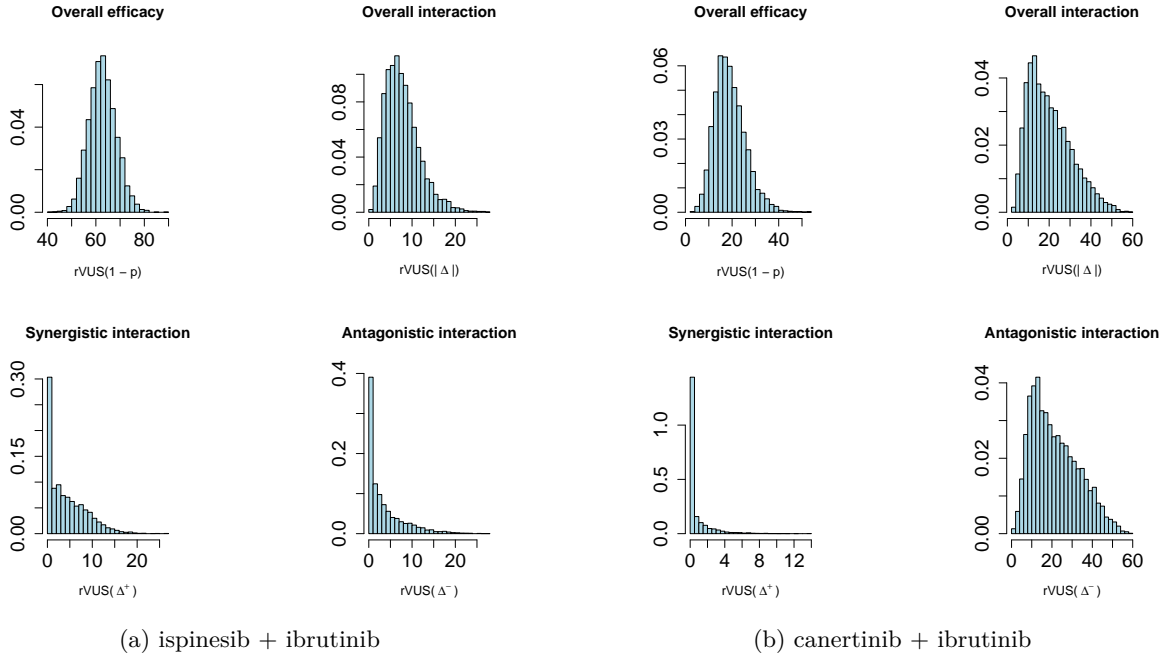 Overall efficacy
0.00 0.04
40 60 80
rVUS(1 − p)
Overall interaction
0.00 0.04 0.08
0 10 20
rVUS(| Δ |)
Overall efficacy
0.00 0.03 0.06
0 20 40
rVUS(1 − p)
Overall interaction
0.00 0.02 0.04
0 20 40 60
rVUS(| Δ |)
Synergistic interaction
0.00 0.15 0.30
0 10 20
rVUS( Δ⁺ )
Antagonistic interaction
0.0 0.2 0.4
0 10 20
rVUS( Δ⁻ )
Synergistic interaction
0.0 0.5 1.0
0 4 8 12
rVUS( Δ⁺ )
Antagonistic interaction
0.00 0.02 0.04
0 20 40 60
rVUS( Δ⁻ )
(a) ispinesib + ibrutinib
(b) canertinib + ibrutinib